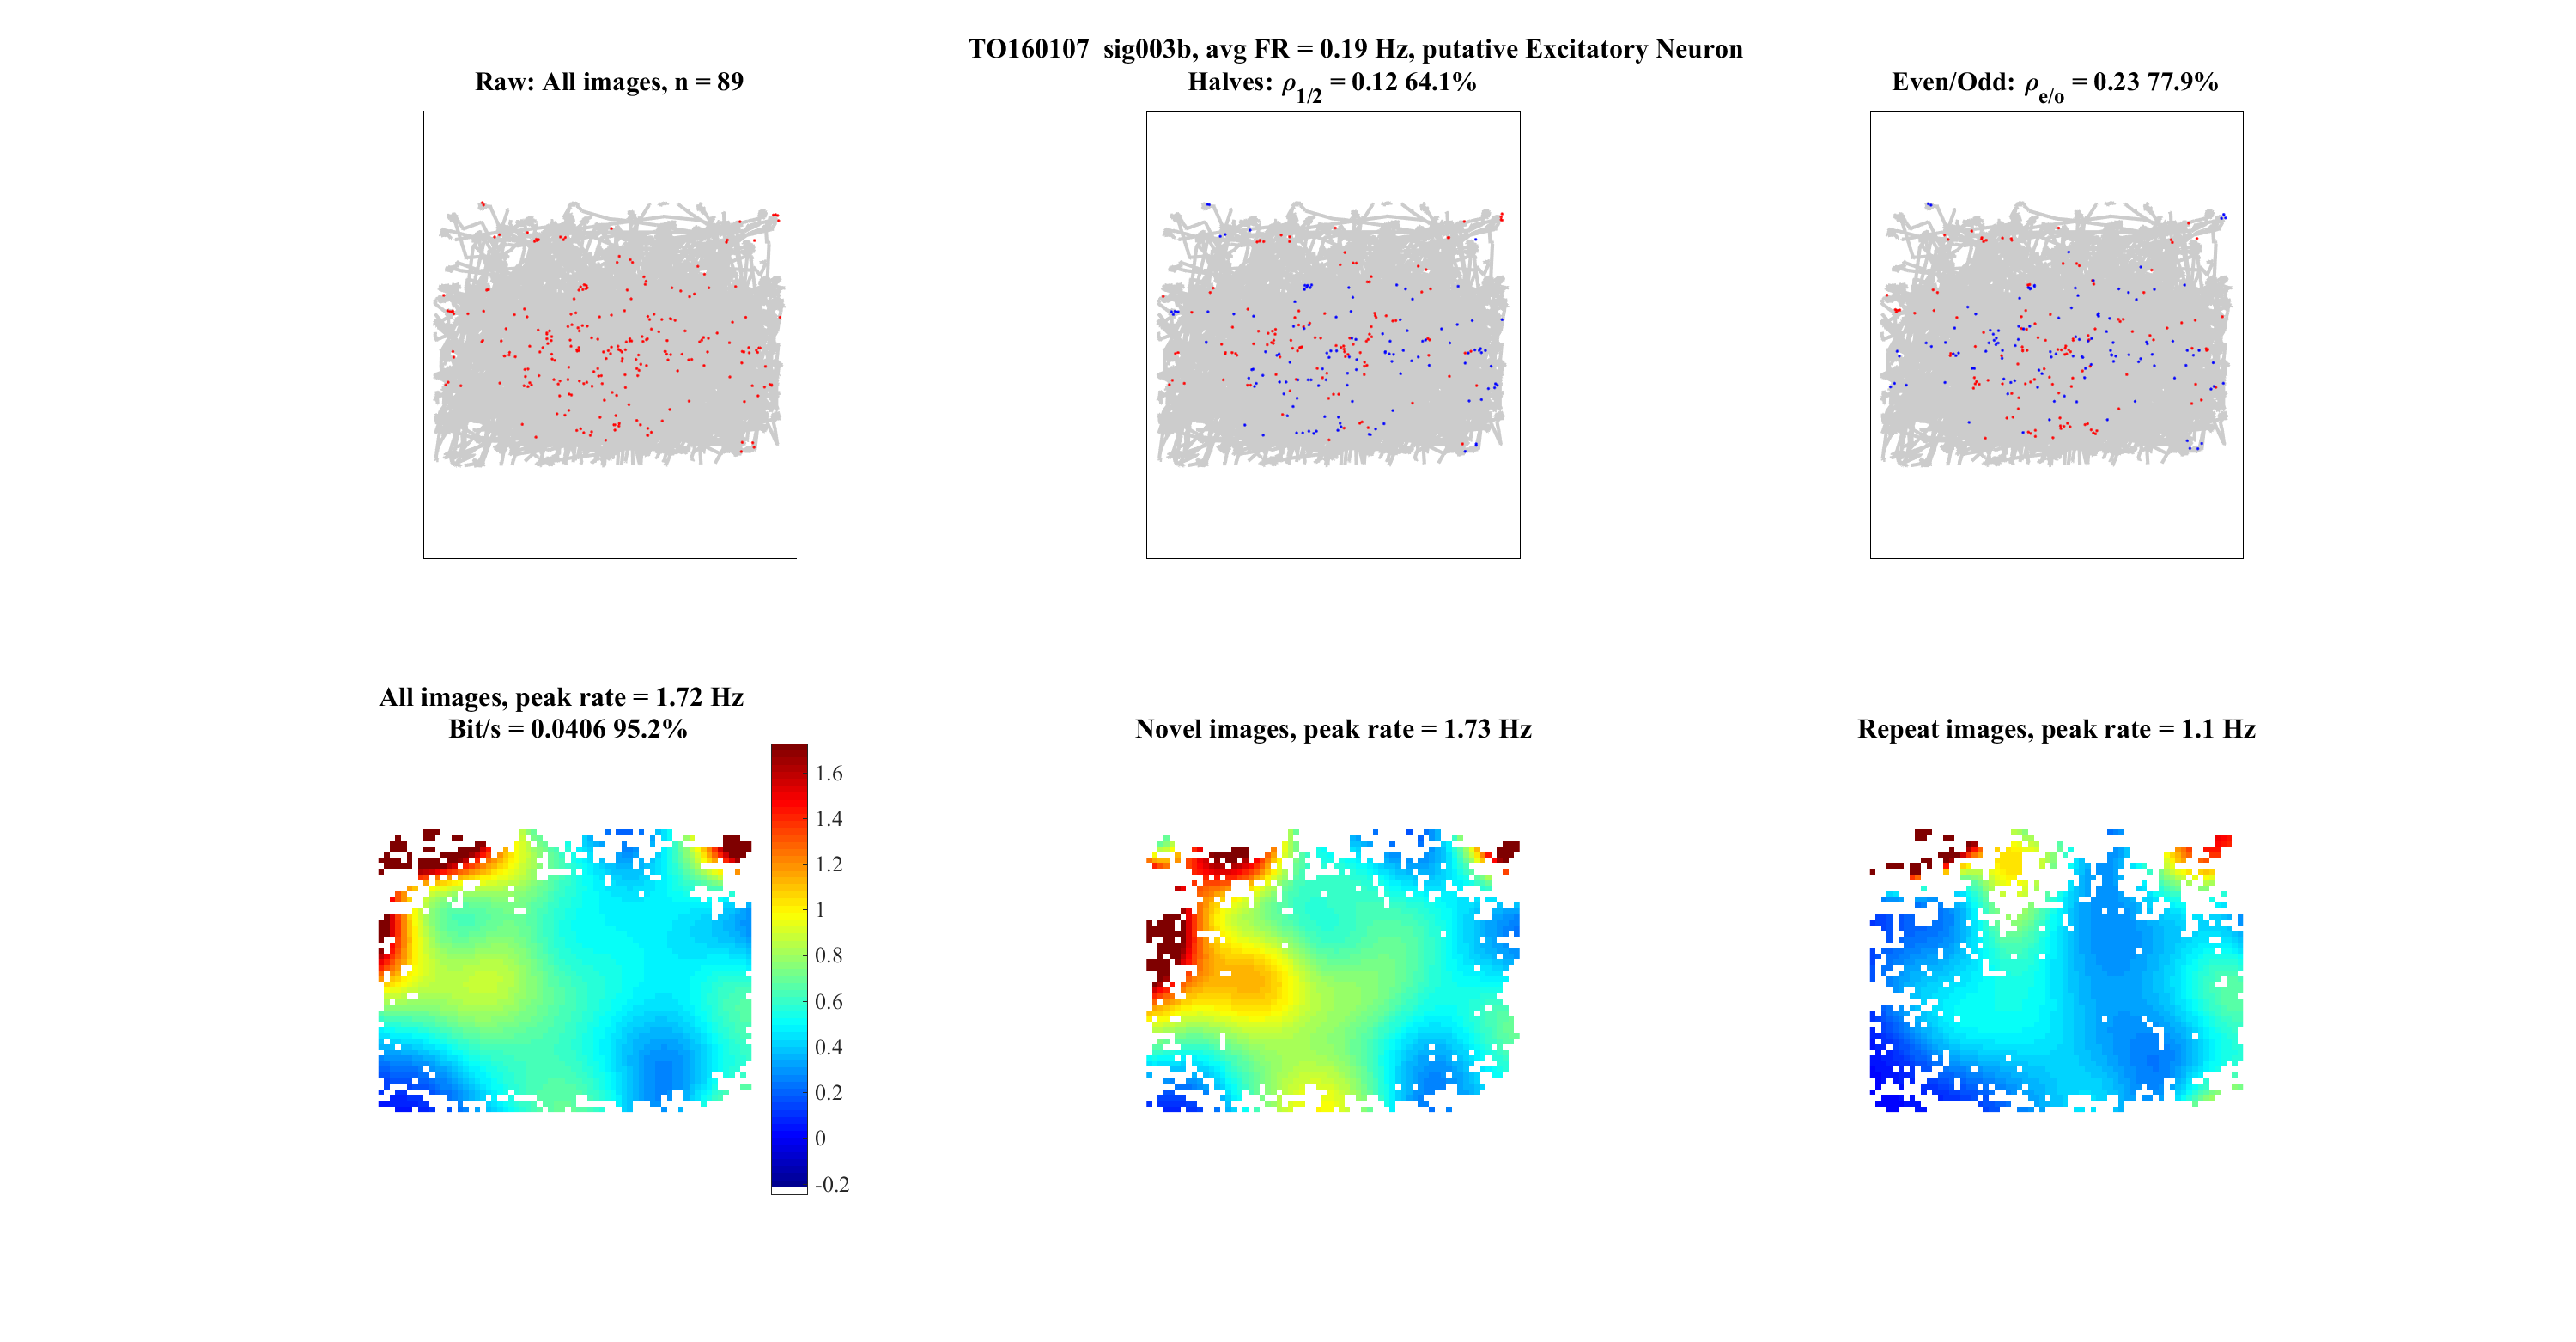 TO160107  sig003b, avg FR = 0.19 Hz, putative Excitatory Neuron
Raw: All images, n = 89
Halves: ρ1/2 = 0.12 64.1%
Even/Odd: ρe/o = 0.23 77.9%
All images, peak rate = 1.72 Hz
Bit/s = 0.0406 95.2%
Novel images, peak rate = 1.73 Hz
Repeat images, peak rate = 1.1 Hz
1.6
1.4
1.2
1
0.8
0.6
0.4
0.2
0
-0.2